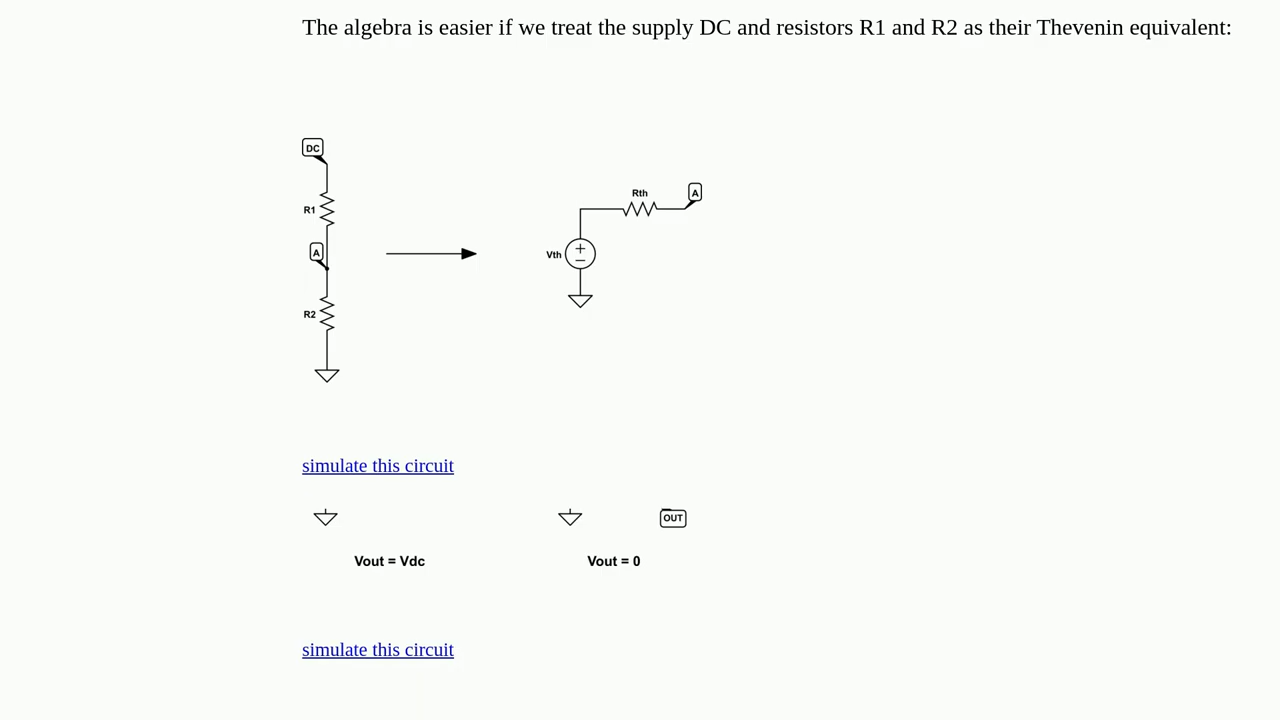 The algebra is easier if we treat the supply DC and resistors R1 and R2 as their Thevenin equivalent:
DC
R1
A
R2
Rth
A
Vth
simulate this circuit
OUT
Vout = Vdc
Vout = 0
simulate this circuit